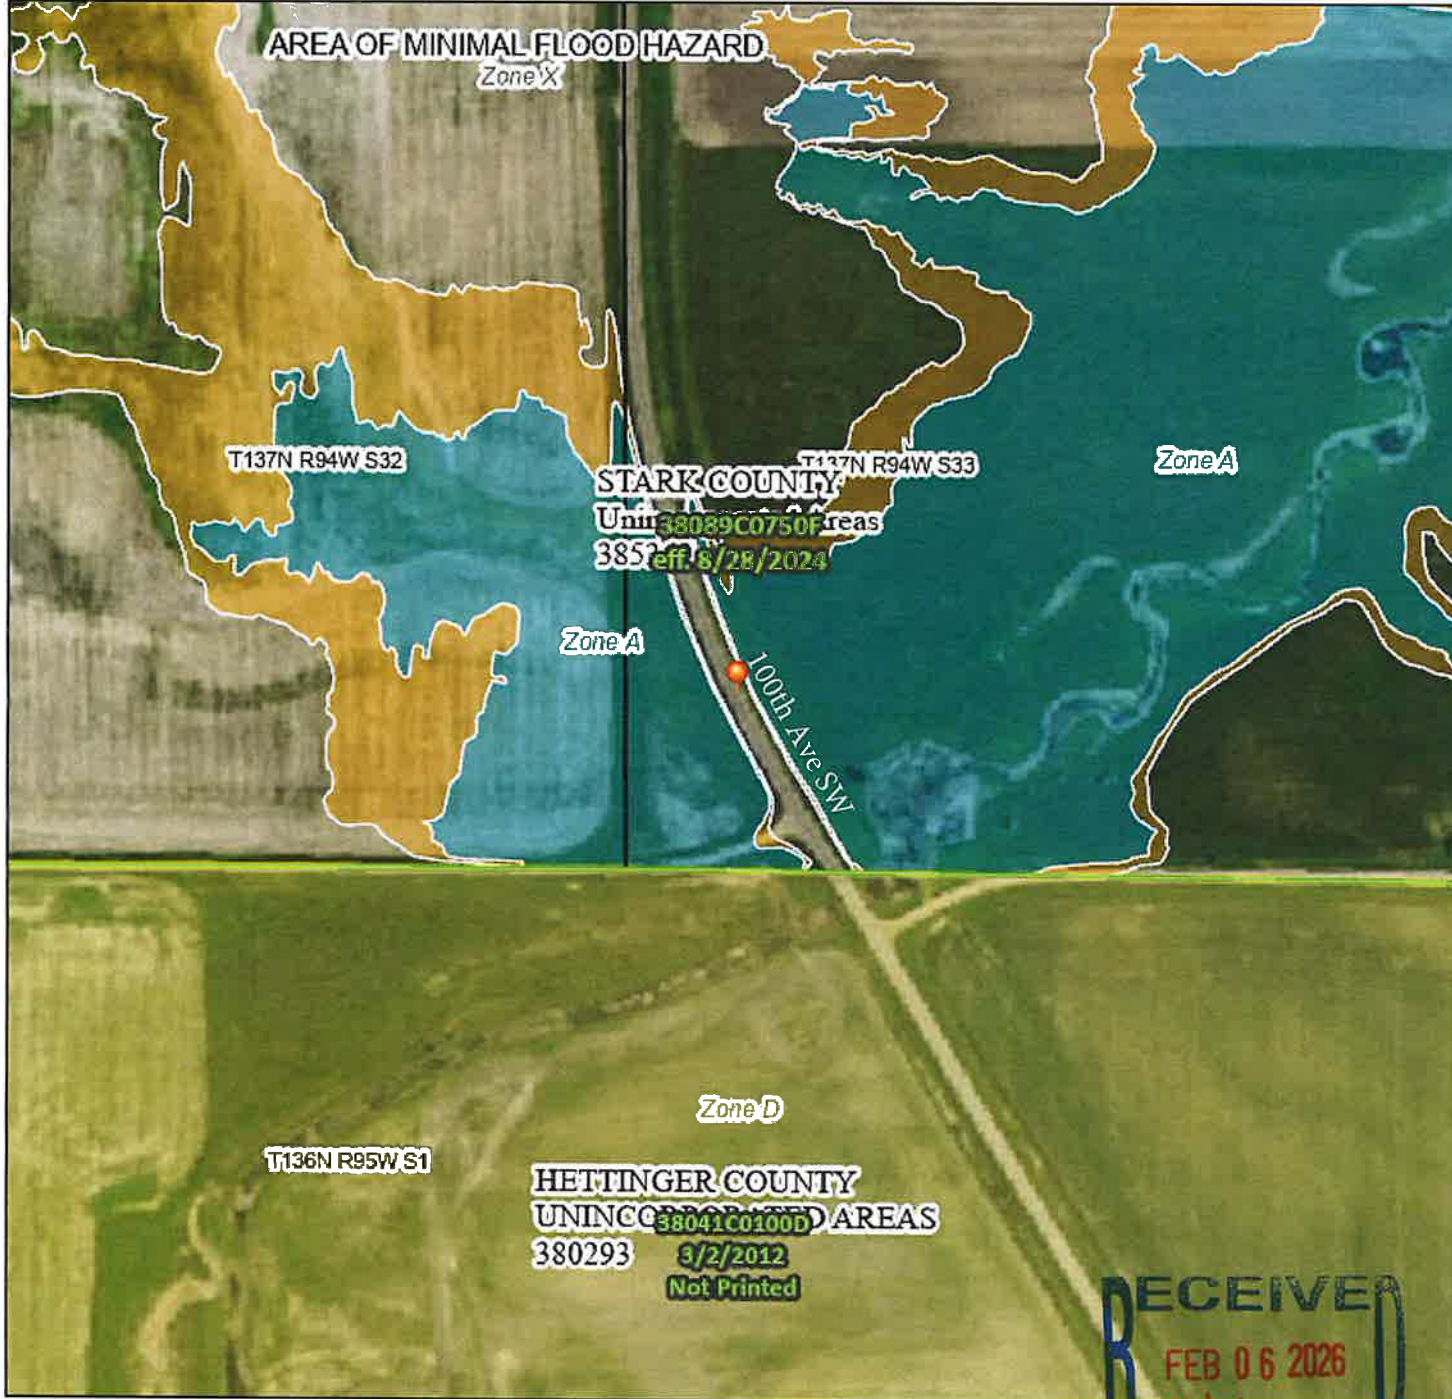 AREA OF MINIMAL FLOOD HAZARD
Zone X
T137N R94W S32
T137N R94W S33
Zone A
STARK COUNTY
38089C0750F
eff. 8/28/2024
Zone A
100th Ave SW
Zone D
T136N R95W S1
HETTINGER COUNTY
UNINCORPORATED AREAS
38041C0100D
380293
3/2/2012
Not Printed
RECEIVED
FEB 06 2026